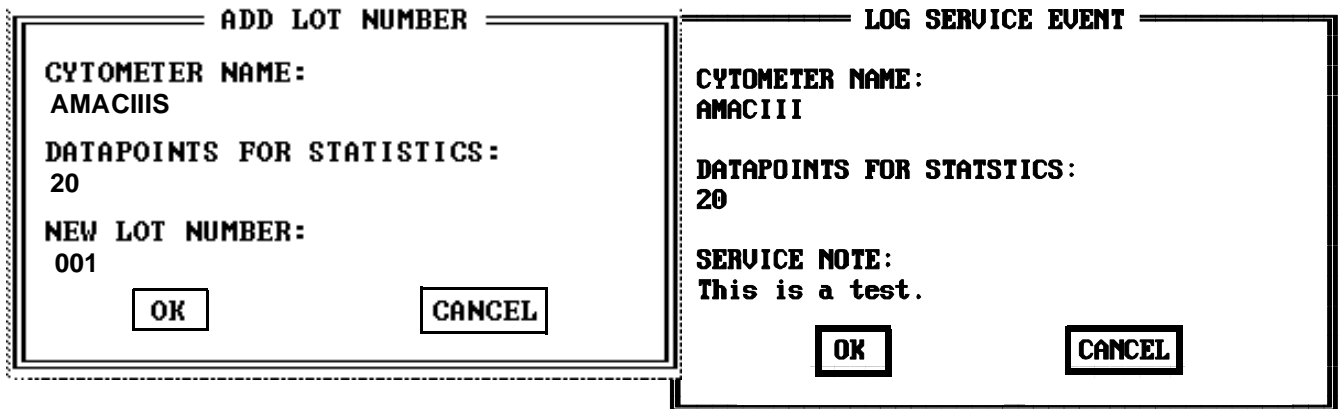 ADD LOT NUMBER
CYTOMETER NAME:
AMACIIIS
DATAPOINTS FOR STATISTICS:
20
NEW LOT NUMBER:
001
OK
CANCEL
LOG SERVICE EVENT
CYTOMETER NAME:
AMACIII
DATAPOINTS FOR STATSTICS:
20
SERVICE NOTE:
This is a test.
OK
CANCEL